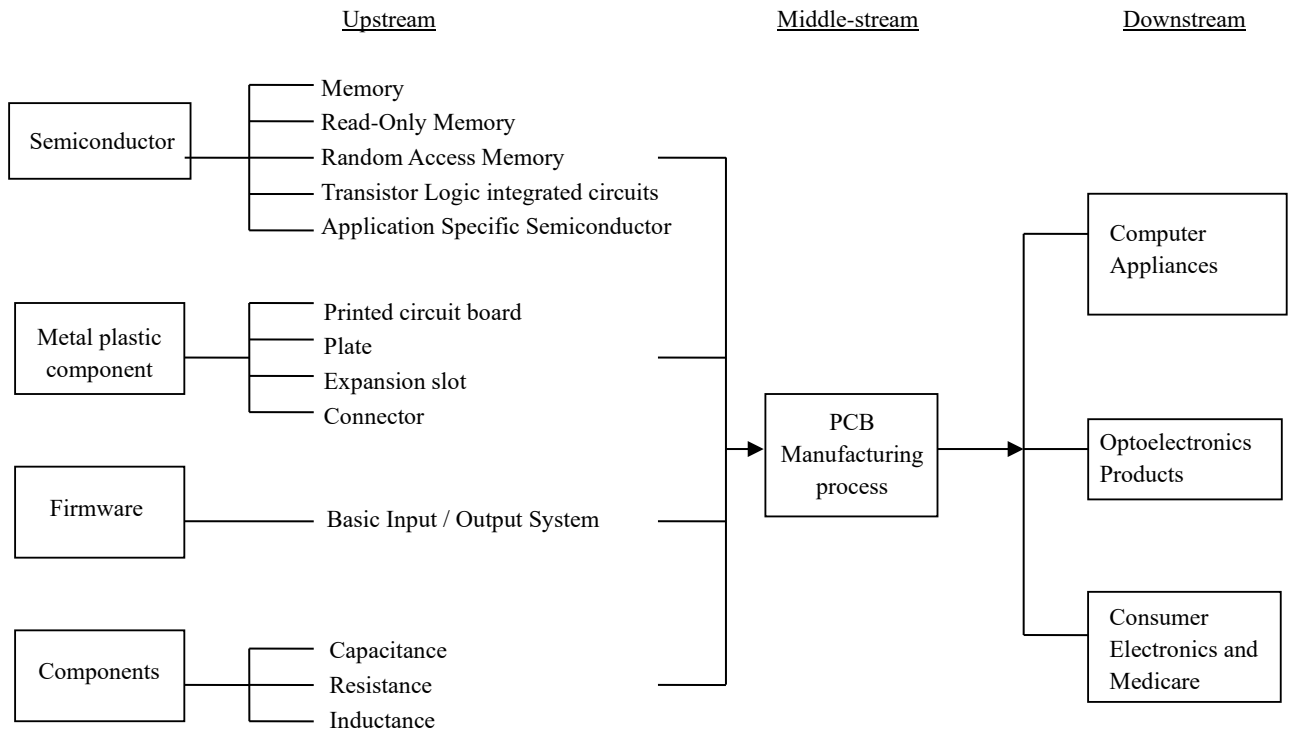 Upstream
Middle-stream
Downstream
Semiconductor
Memory
Read-Only Memory
Random Access Memory
Transistor Logic integrated circuits
Application Specific Semiconductor
Metal plastic
component
Printed circuit board
Plate
Expansion slot
Connector
Firmware
Basic Input / Output System
Components
Capacitance
Resistance
Inductance
PCB
Manufacturing
process
Computer
Appliances
Optoelectronics
Products
Consumer
Electronics and
Medicare